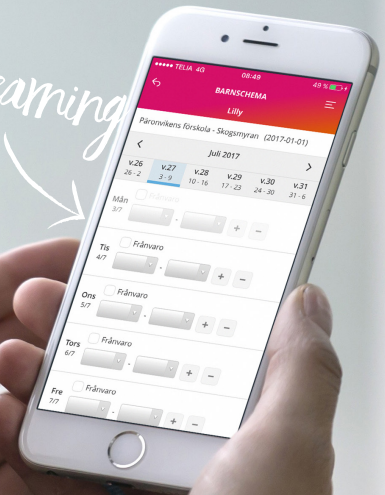 TELIA 4G 08:49 49 %
BARNSCHEMA
Lilly
Päronvikens förskola - Skogsmyran (2017-01-01)
Juli 2017
v.26 v.27 v.28 v.29 v.30 v.31
26 - 2 3 - 9 10 - 16 17 - 23 24 - 30 31 - 6
Mån Frånvaro
3/7 - + -
Tis Frånvaro
4/7 - + -
Ons Frånvaro
5/7 - + -
Tors Frånvaro
6/7 - + -
Fre Frånvaro
7/7 - + -